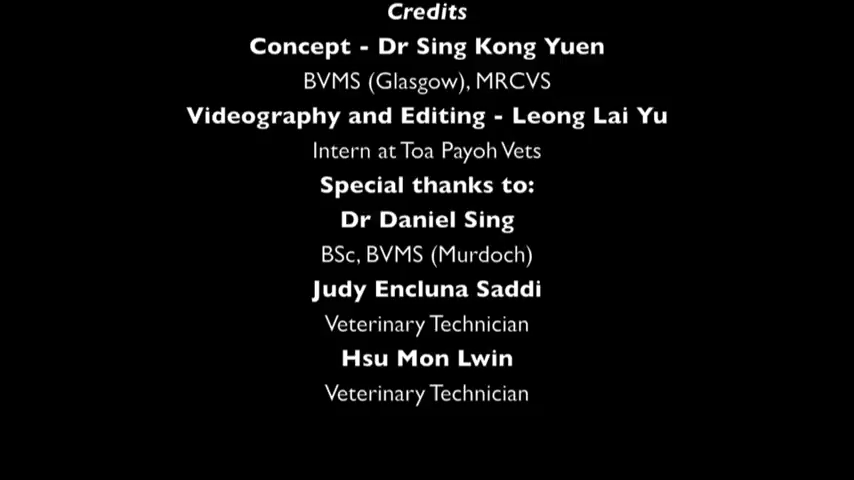 Credits
Concept - Dr Sing Kong Yuen
BVMS (Glasgow), MRCVS
Videography and Editing - Leong Lai Yu
Intern at Toa Payoh Vets
Special thanks to:
Dr Daniel Sing
BSc, BVMS (Murdoch)
Judy Encluna Saddi
Veterinary Technician
Hsu Mon Lwin
Veterinary Technician